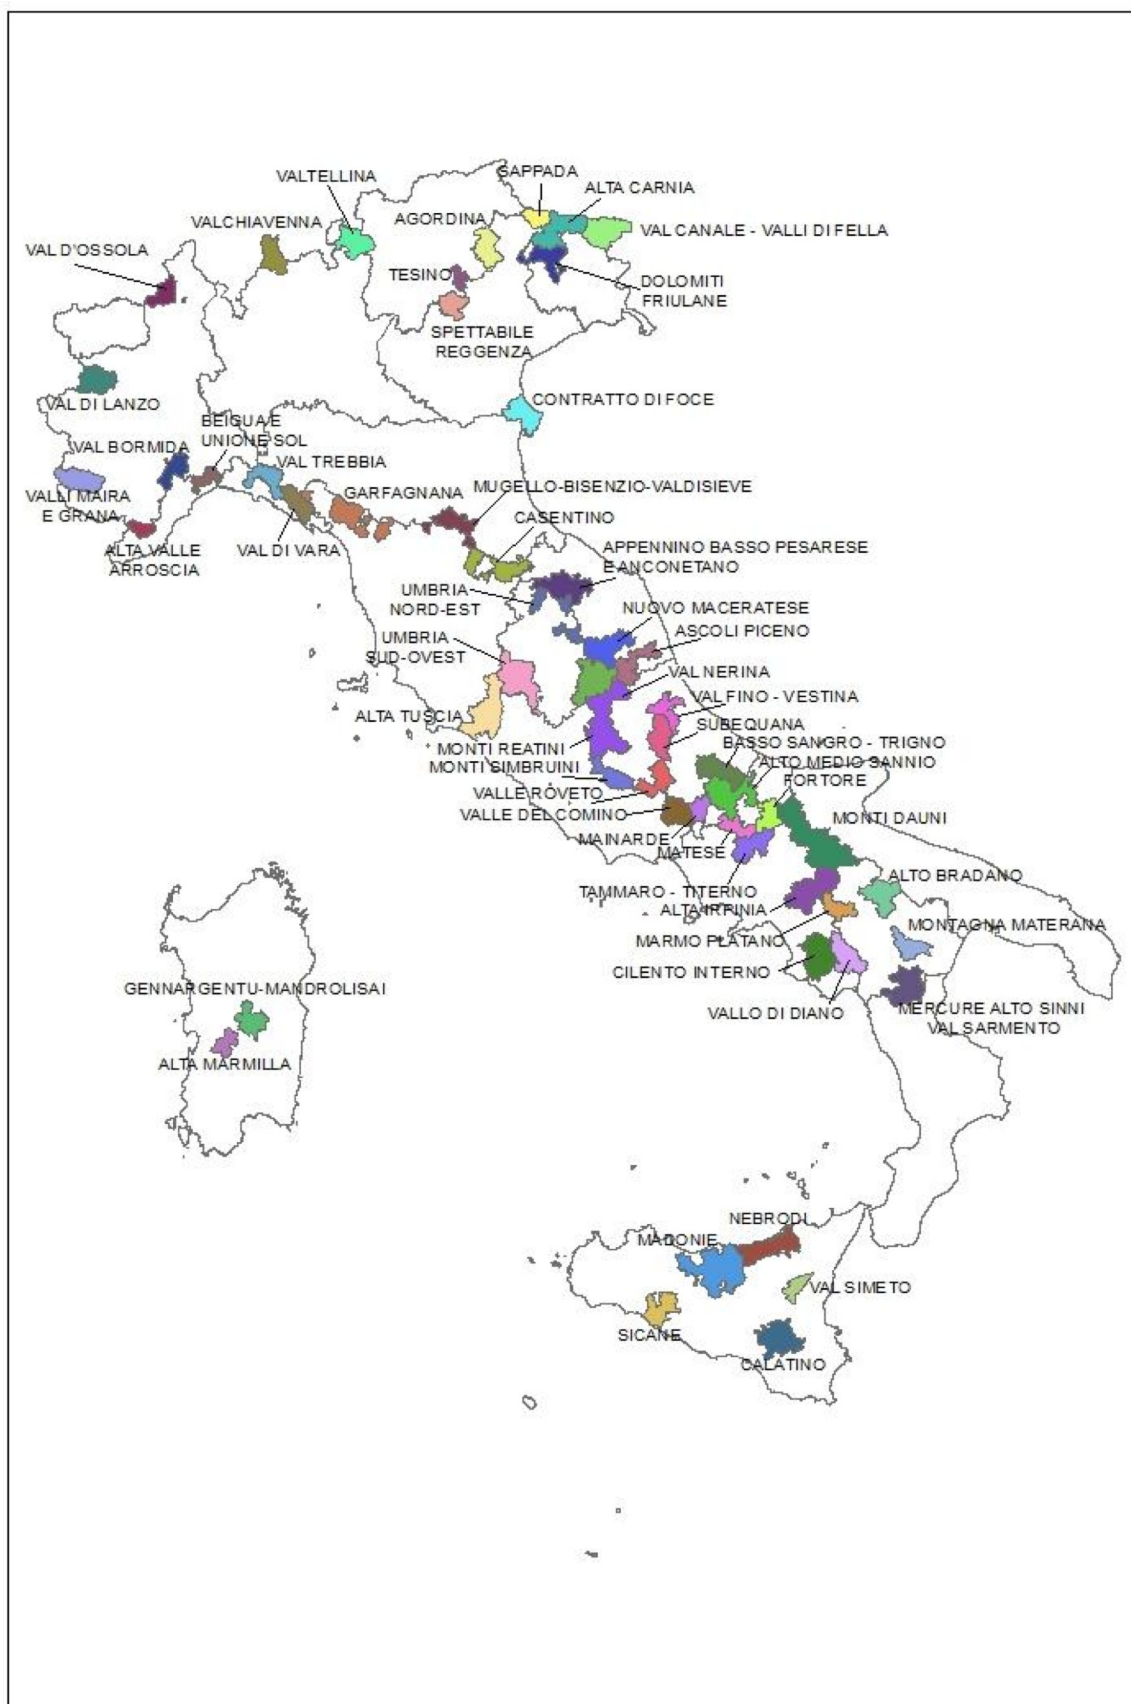 SAPPADA
VALTELLINA
ALTA CARNIA
VALCHIAVENNA
AGORDINA
VAL CANALE - VALLI DI FELLA
VAL D'OSSOLA
TESINO
DOLOMITI
FRIULANE
SPETTABILE
REGGENZA
CONTRATTO DI FOCE
VAL DI LANZO
BEIGUA E
UNIONE SOL
VAL BORMIDA
VAL TREBBIA
VALLI MAIRA
E GRANA
GARFAGNANA
MUGELLO-BISENZIO-VALDISIEVE
CASENTINO
ALTA VALLE
ARROSCIA
VAL DI VARA
APPENNINO BASSO PESARESE
E ANCONETANO
UMBRIA
NORD-EST
NUOVO MACERATESE
ASCOLI PICENO
UMBRIA
SUD-OVEST
VAL NERINA
VAL FINO - VESTINA
ALTA TUSCIA
SUBEQUANA
BASSO SANGRO - TRIGNO
MONTI REATINI
ALTO MEDIO SANNIO
MONTI SIMBRUINI
FORTORE
VALLE ROVETO
VALLE DEL COMINO
MONTI DAUNI
MAINARDE
MATESE
ALTO BRADANO
TAMMARO - TITERNO
ALTA IRPINIA
MONTAGNA MATERANA
MARMO PLATANO
CILENTO INTERNO
GENNARGENTU-MANDROLISAI
VALLO DI DIANO
MERCURE ALTO SINNI
VAL SARMENTO
ALTA MARMILLA
NEBRODI
MADONIE
VAL SIMETO
SICANE
CALATINO